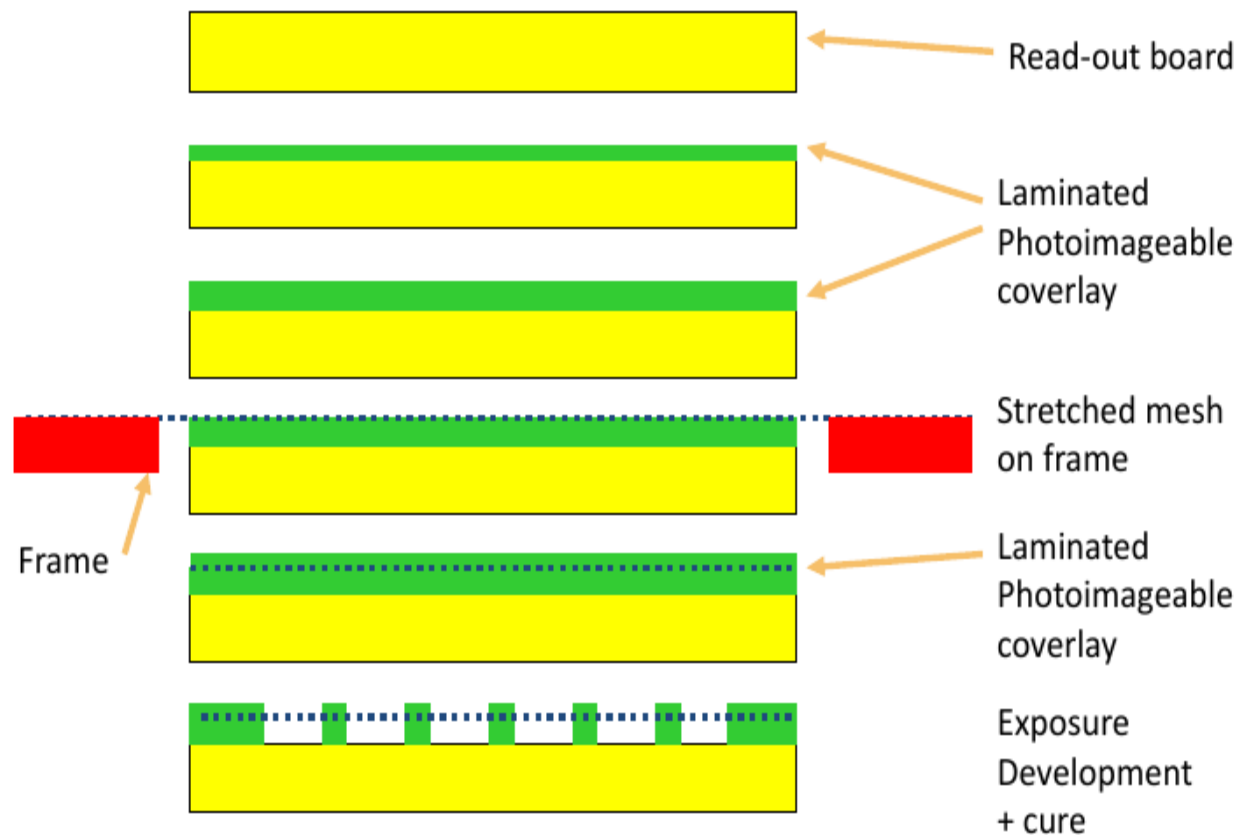 Read-out board
Laminated
Photoimageable
coverlay
Stretched mesh
on frame
Frame
Laminated
Photoimageable
coverlay
Exposure
Development
+ cure